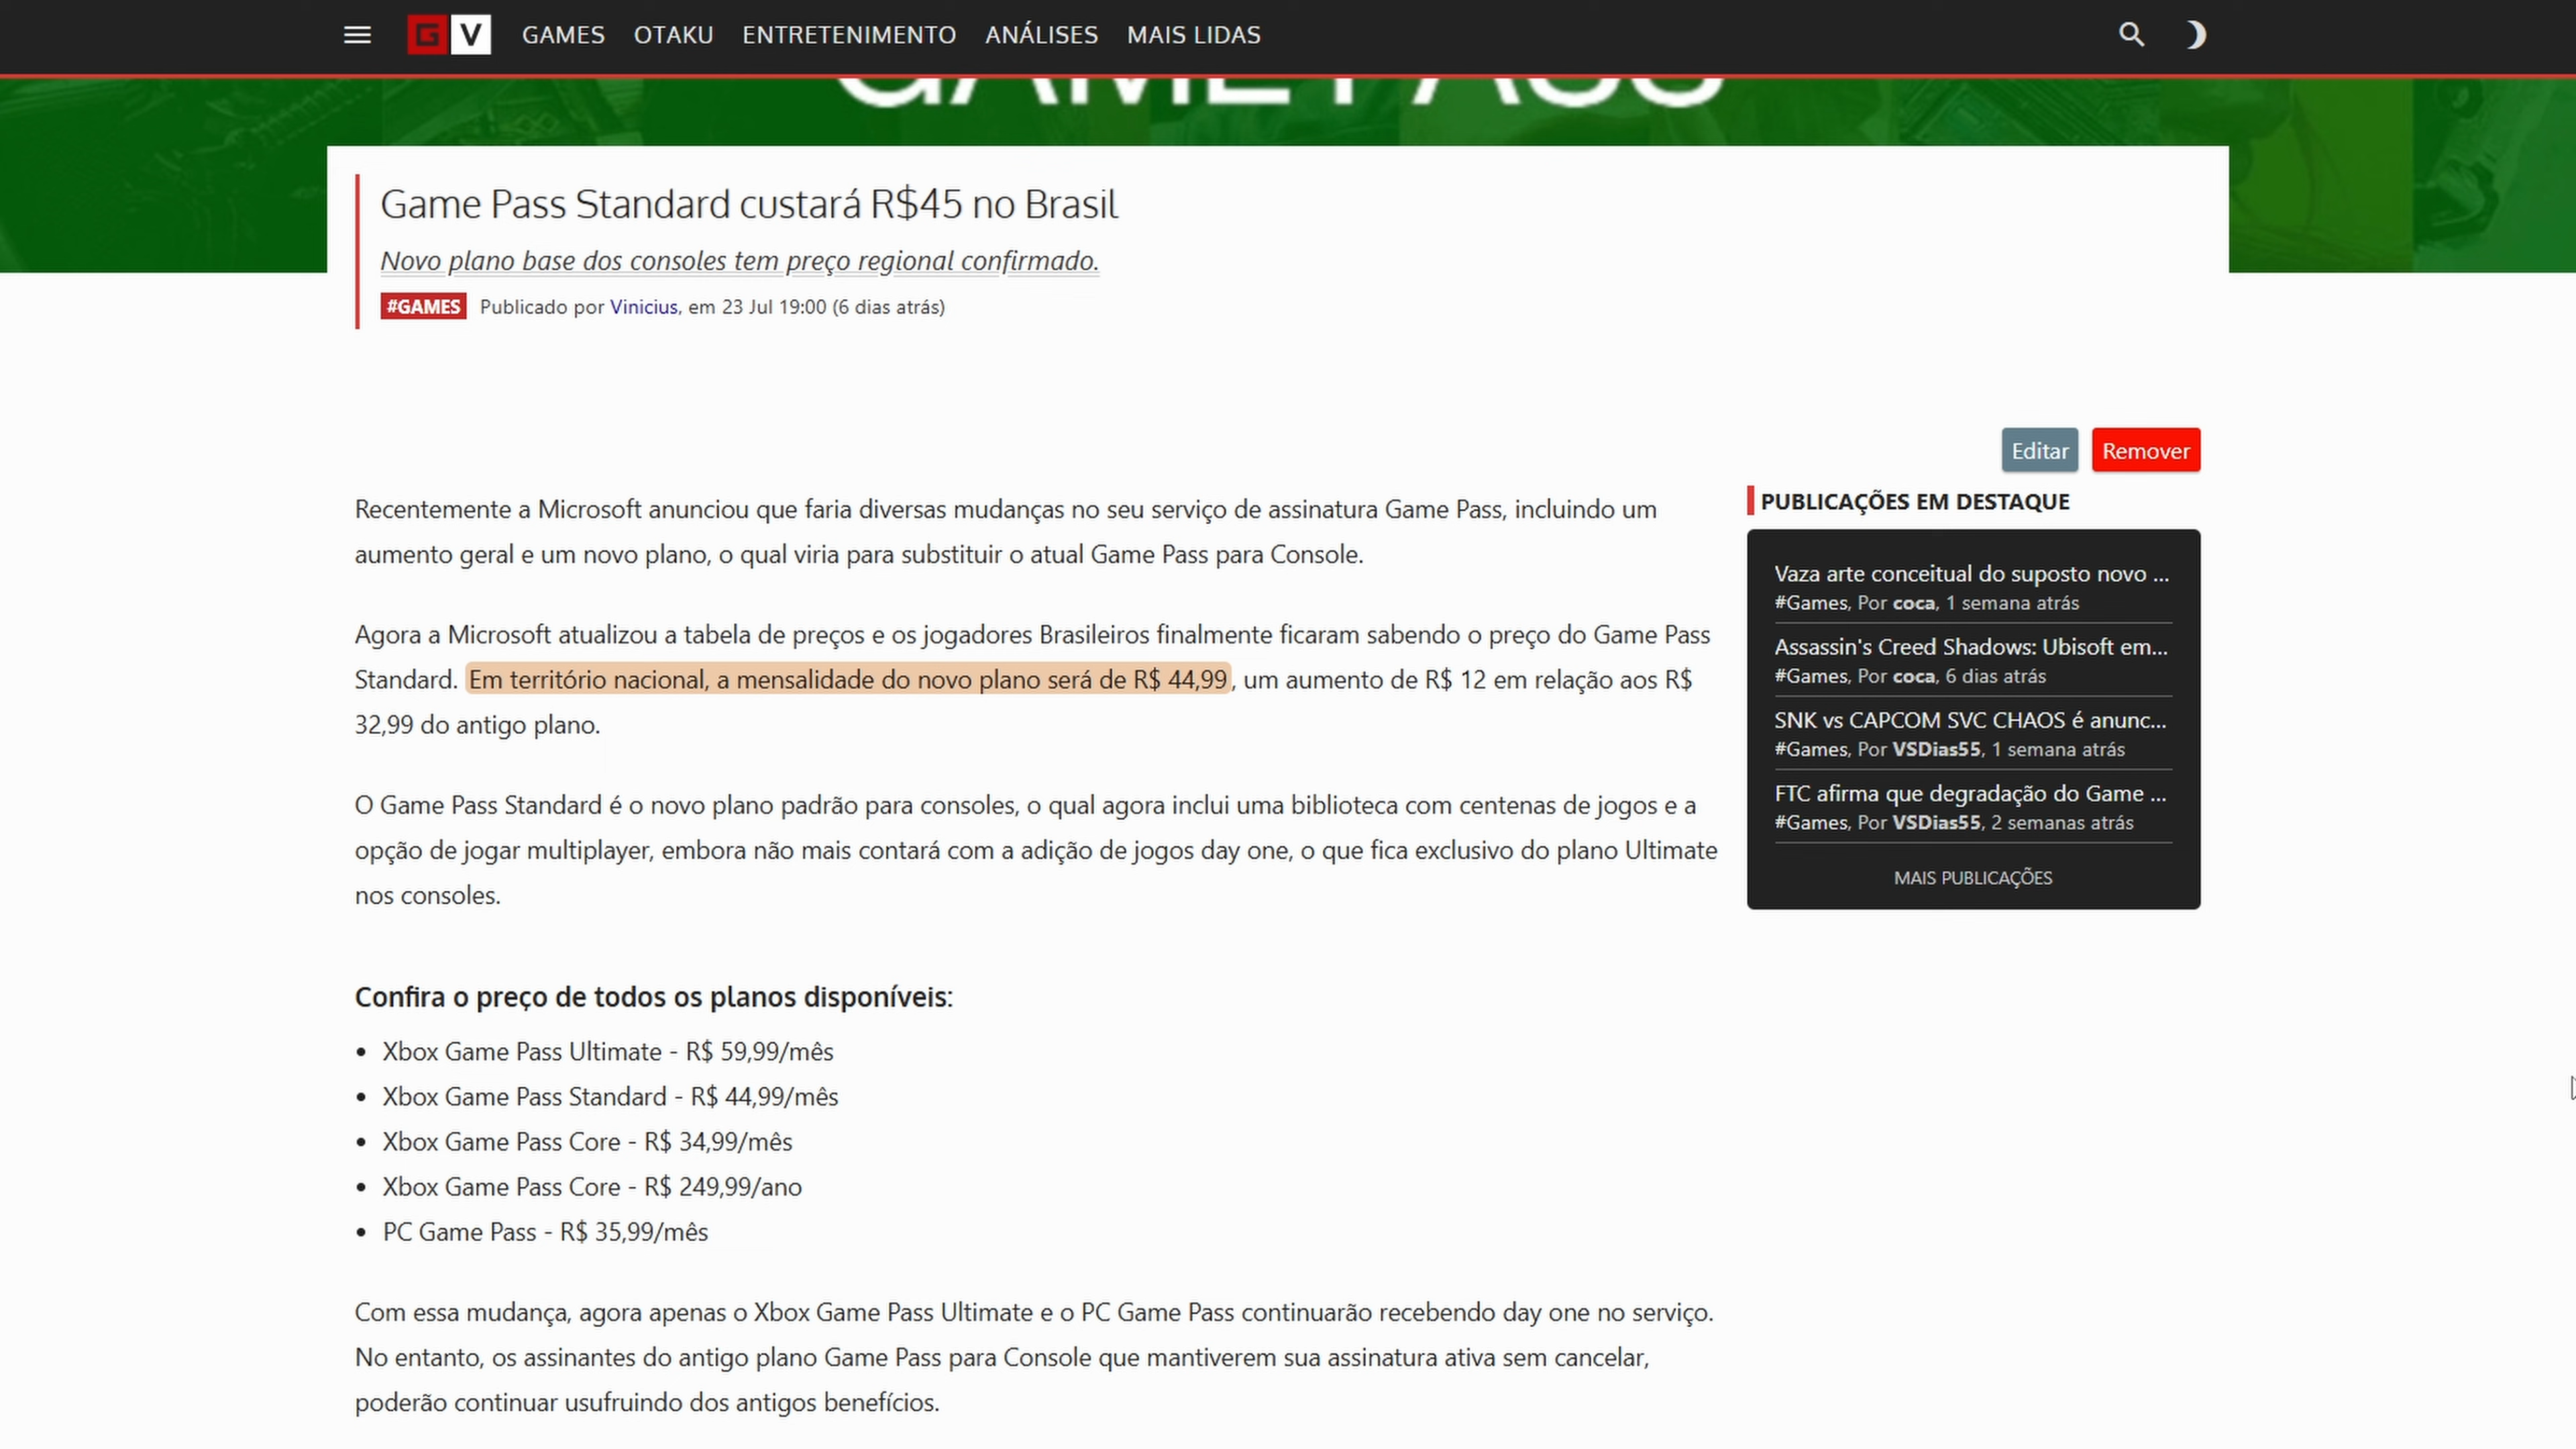 G V GAMES OTAKU ENTRETENIMENTO ANÁLISES MAIS LIDAS
GAME PASS
Game Pass Standard custará R$45 no Brasil
Novo plano base dos consoles tem preço regional confirmado.
#GAMES Publicado por Vinicius, em 23 Jul 19:00 (6 dias atrás)
Editar Remover
Recentemente a Microsoft anunciou que faria diversas mudanças no seu serviço de assinatura Game Pass, incluindo um
aumento geral e um novo plano, o qual viria para substituir o atual Game Pass para Console.
Agora a Microsoft atualizou a tabela de preços e os jogadores Brasileiros finalmente ficaram sabendo o preço do Game Pass
Standard. Em território nacional, a mensalidade do novo plano será de R$ 44,99, um aumento de R$ 12 em relação aos R$
32,99 do antigo plano.
O Game Pass Standard é o novo plano padrão para consoles, o qual agora inclui uma biblioteca com centenas de jogos e a
opção de jogar multiplayer, embora não mais contará com a adição de jogos day one, o que fica exclusivo do plano Ultimate
nos consoles.
Confira o preço de todos os planos disponíveis:
• Xbox Game Pass Ultimate - R$ 59,99/mês
• Xbox Game Pass Standard - R$ 44,99/mês
• Xbox Game Pass Core - R$ 34,99/mês
• Xbox Game Pass Core - R$ 249,99/ano
• PC Game Pass - R$ 35,99/mês
Com essa mudança, agora apenas o Xbox Game Pass Ultimate e o PC Game Pass continuarão recebendo day one no serviço.
No entanto, os assinantes do antigo plano Game Pass para Console que mantiverem sua assinatura ativa sem cancelar,
poderão continuar usufruindo dos antigos benefícios.
PUBLICAÇÕES EM DESTAQUE
Vaza arte conceitual do suposto novo ...
#Games, Por coca, 1 semana atrás
Assassin's Creed Shadows: Ubisoft em...
#Games, Por coca, 6 dias atrás
SNK vs CAPCOM SVC CHAOS é anunc...
#Games, Por VSDias55, 1 semana atrás
FTC afirma que degradação do Game ...
#Games, Por VSDias55, 2 semanas atrás
MAIS PUBLICAÇÕES